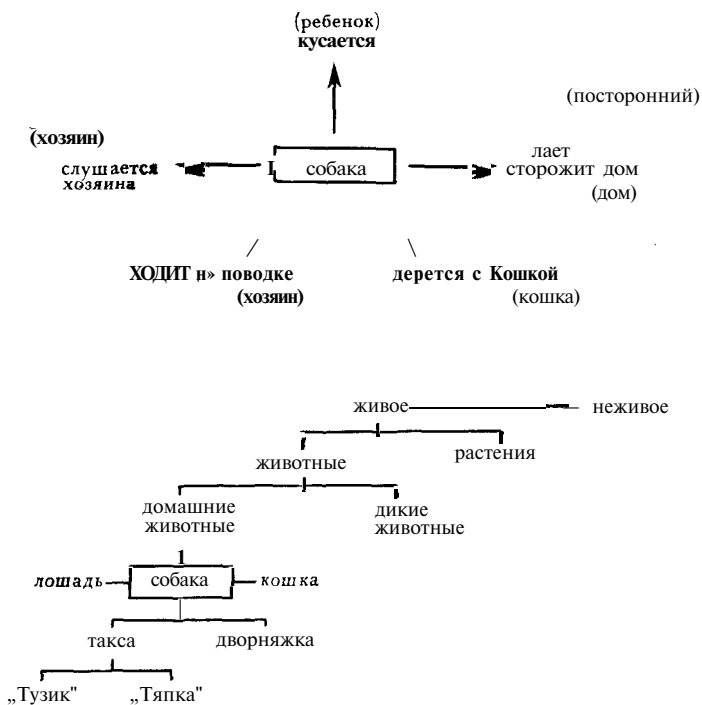 (ребенок)
кусается
(посторонний)
(хозяин)
слушается
хозяина
собака
лает
сторожит дом
(дом)
ХОДИТ н» поводке
(хозяин)
дерется с Кошкой
(кошка)
живое
неживое
животные
растения
домашние
животные
дикие
животные
1
лошадь
собака
кошка
такса
дворняжка
„Тузик"
„Тяпка"